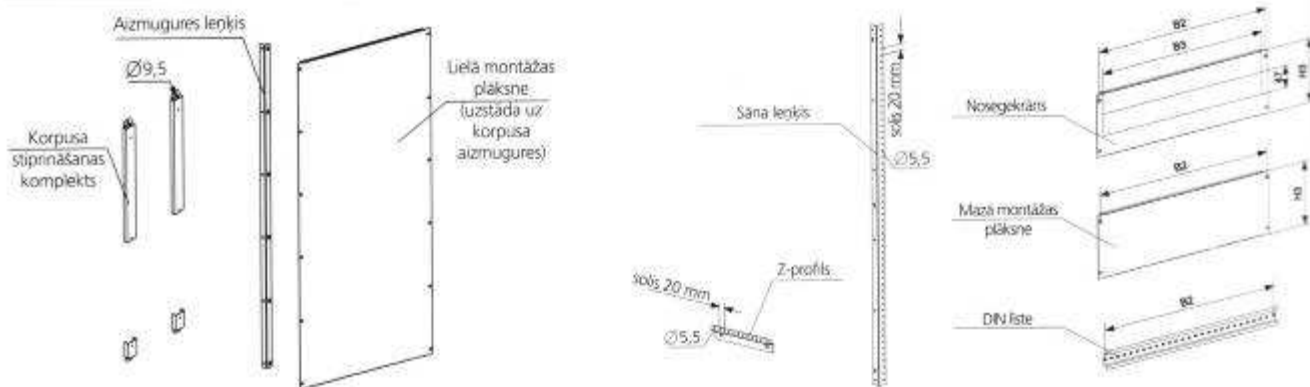 Aizmugures leņķis
Ø9,5
Korpusa
stiprināšanas
komplekts
Lielā montāžas
plāksne
(uzstāda uz
korpusa
aizmugures)
solis 20 mm
Sāna leņķis
Ø5,5
solis 20 mm
Z-profils
Ø5,5
B2
B3
H3
47
Nosegekrāns
B2
H3
Mazā montāžas
plāksne
B2
DIN līste